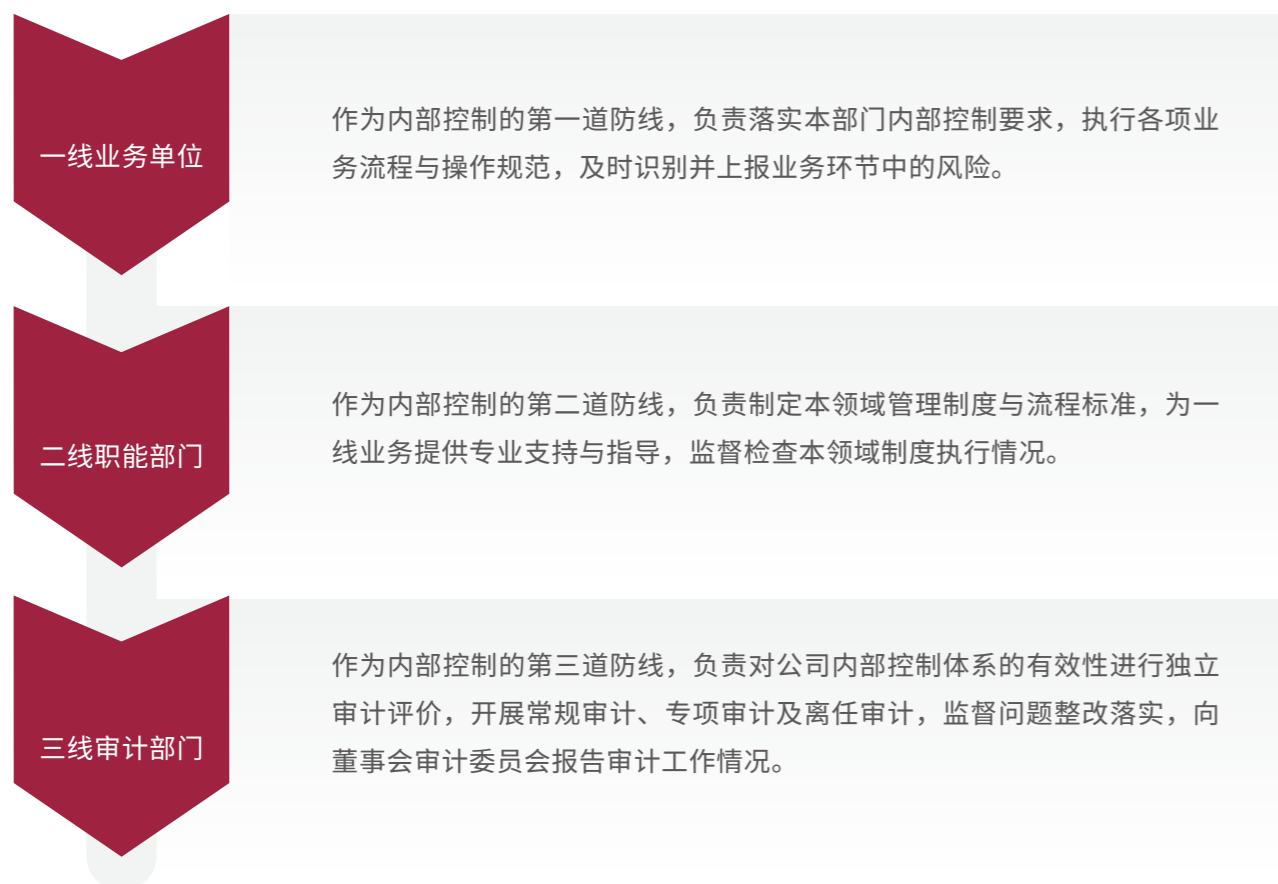 一线业务单位
作为内部控制的第一道防线，负责落实本部门内部控制要求，执行各项业
务流程与操作规范，及时识别并上报业务环节中的风险。
二线职能部门
作为内部控制的第二道防线，负责制定本领域管理制度与流程标准，为一
线业务提供专业支持与指导，监督检查本领域制度执行情况。
三线审计部门
作为内部控制的第三道防线，负责对公司内部控制体系的有效性进行独立
审计评价，开展常规审计、专项审计及离任审计，监督问题整改落实，向
董事会审计委员会报告审计工作情况。